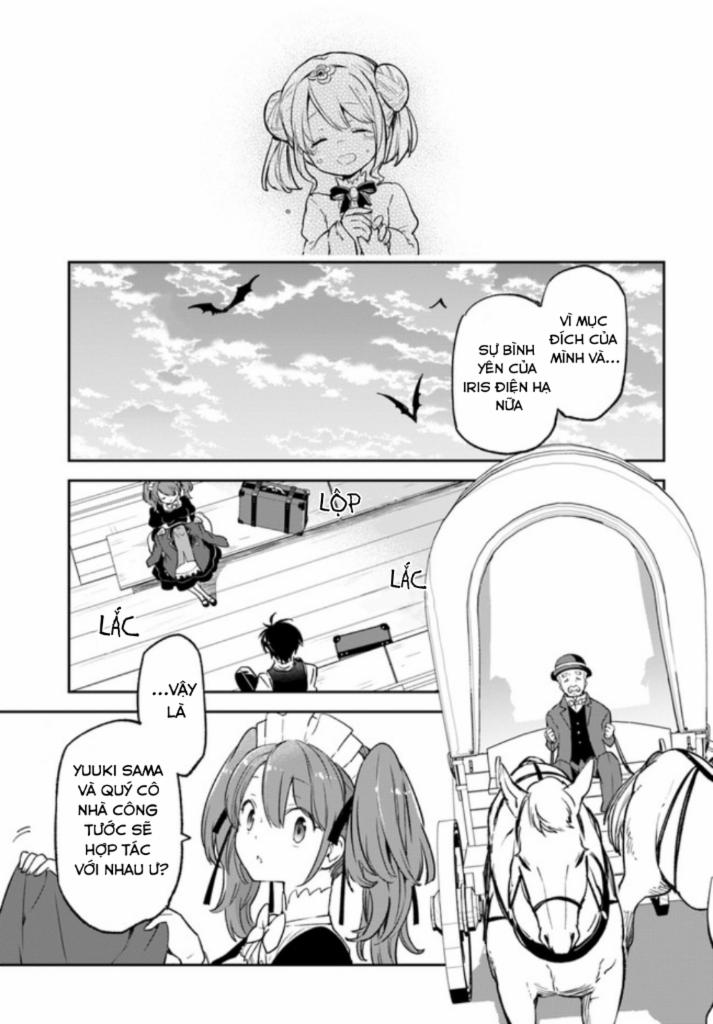 VÌ MỤC
ĐÍCH CỦA
MÌNH VÀ...
SỰ BÌNH
YÊN CỦA
IRIS ĐIỆN HẠ
NỮA
LỘP
LẮC
LẮC
...VẬY
LÀ
YUUKI SAMA
VÀ QUÝ CÔ
NHÀ CÔNG
TƯỚC SẼ
HỢP TÁC
VỚI NHAU Ư?